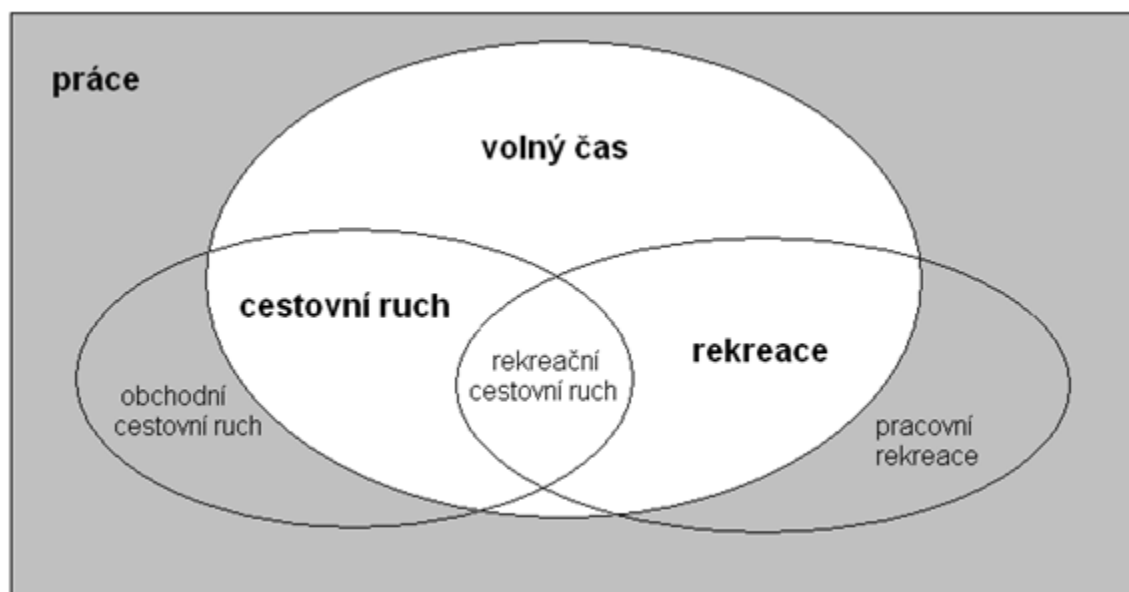 práce
volný čas
cestovní ruch
rekreace
rekreační
cestovní ruch
obchodní
cestovní ruch
pracovní
rekreace